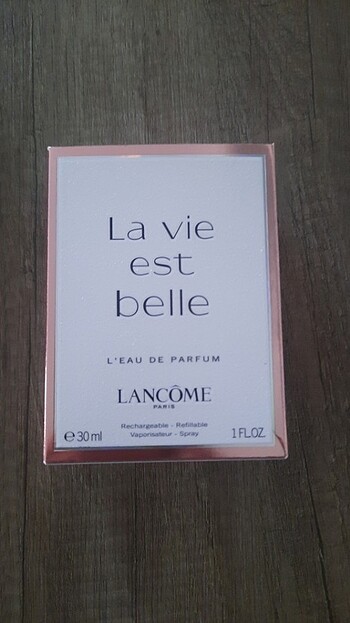 La vie
est
belle
L'EAU DE PARFUM
LANCÔME
PARIS
Rechargeable - Refillable
Vaporisateur - Spray
e 30 ml
1 FL.OZ.